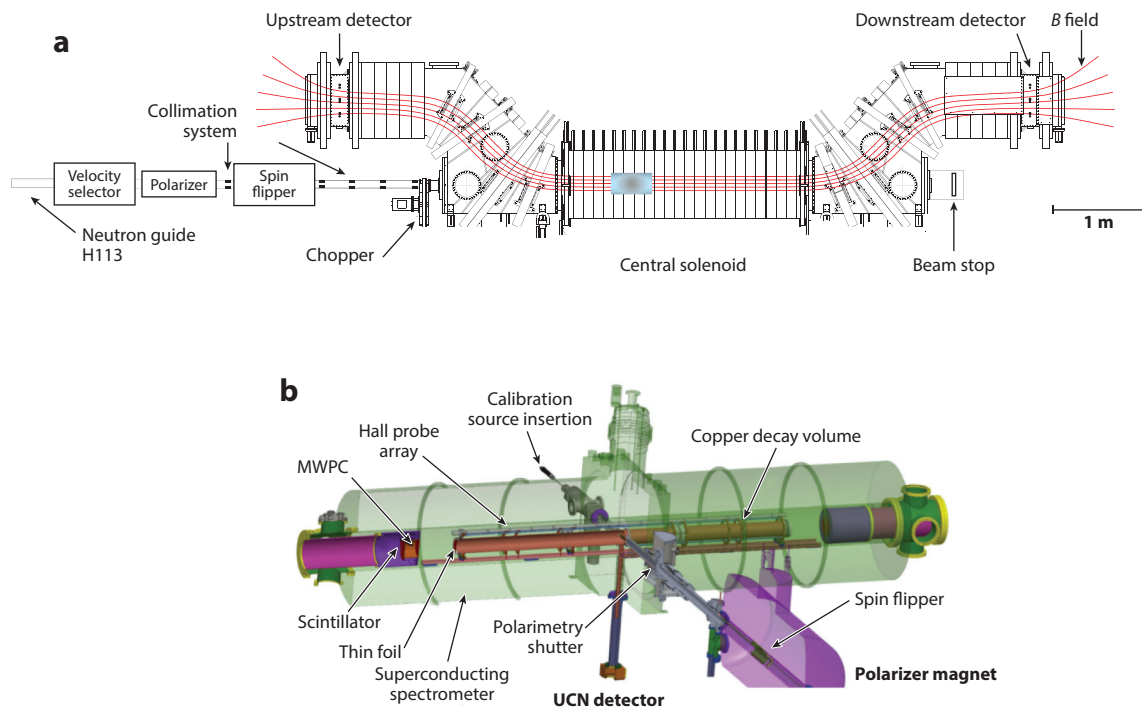 a
Upstream detector
Downstream detector
B field
Collimation
system
Velocity
selector
Polarizer
Spin
flipper
Neutron guide
H113
Chopper
Central solenoid
Beam stop
1 m
b
Calibration
source insertion
Hall probe
array
MWPC
Copper decay volume
Scintillator
Thin foil
Superconducting
spectrometer
Polarimetry
shutter
UCN detector
Spin flipper
Polarizer magnet